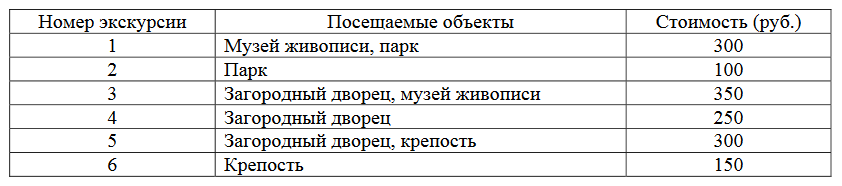 Номер экскурсии Посещаемые объекты Стоимость (руб.)
1 Музей живописи, парк 300
2 Парк 100
3 Загородный дворец, музей живописи 350
4 Загородный дворец 250
5 Загородный дворец, крепость 300
6 Крепость 150